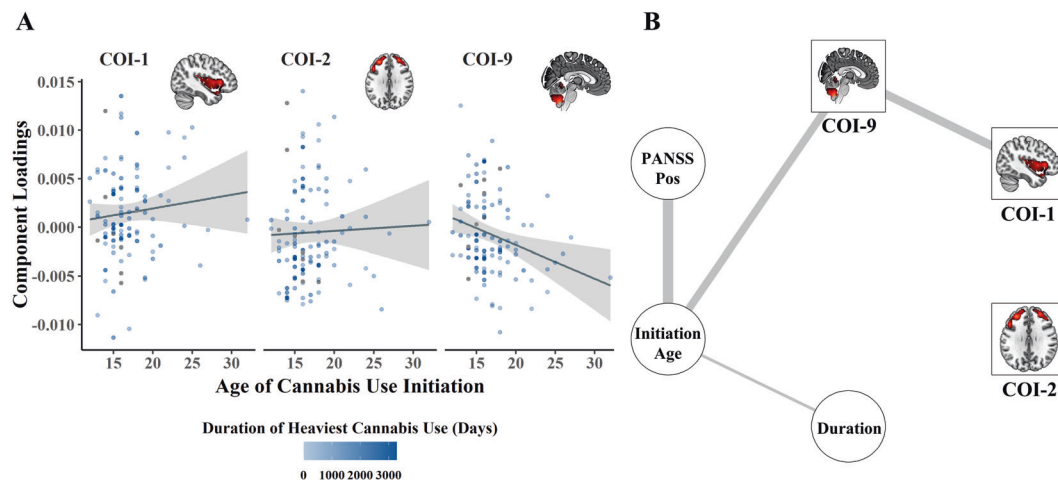 A
COI-1
COI-2
COI-9
Component Loadings
0.015
0.010
0.005
0.000
-0.005
-0.010
15 20 25 30
15 20 25 30
15 20 25 30
Age of Cannabis Use Initiation
Duration of Heaviest Cannabis Use (Days)
0 1000 2000 3000
B
COI-9
PANSS
Pos
COI-1
Initiation
Age
COI-2
Duration